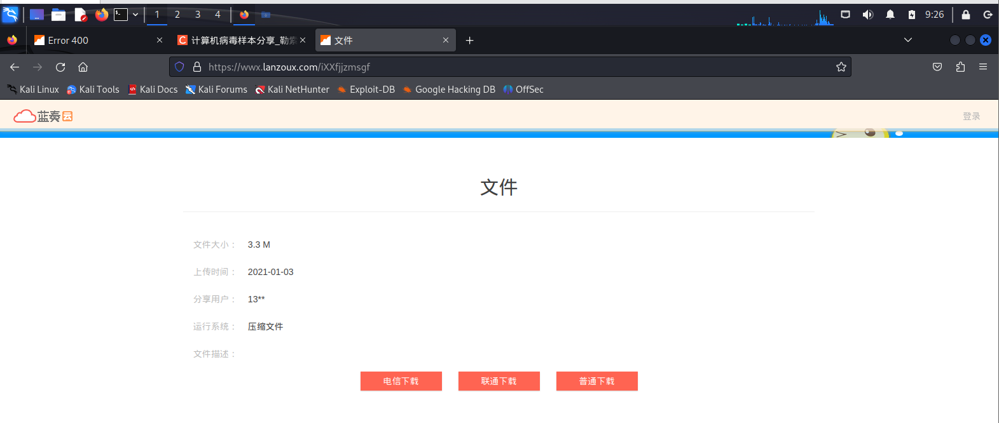 1 2 3 4 9:26
Error 400 计算机病毒样本分享_勒索 文件
https://wwx.lanzoux.com/iXXfjjzmsgf
Kali Linux Kali Tools Kali Docs Kali Forums Kali NetHunter Exploit-DB Google Hacking DB OffSec
蓝奏云 登录
文件
文件大小： 3.3 M
上传时间： 2021-01-03
分享用户： 13**
运行系统： 压缩文件
文件描述：
电信下载 联通下载 普通下载